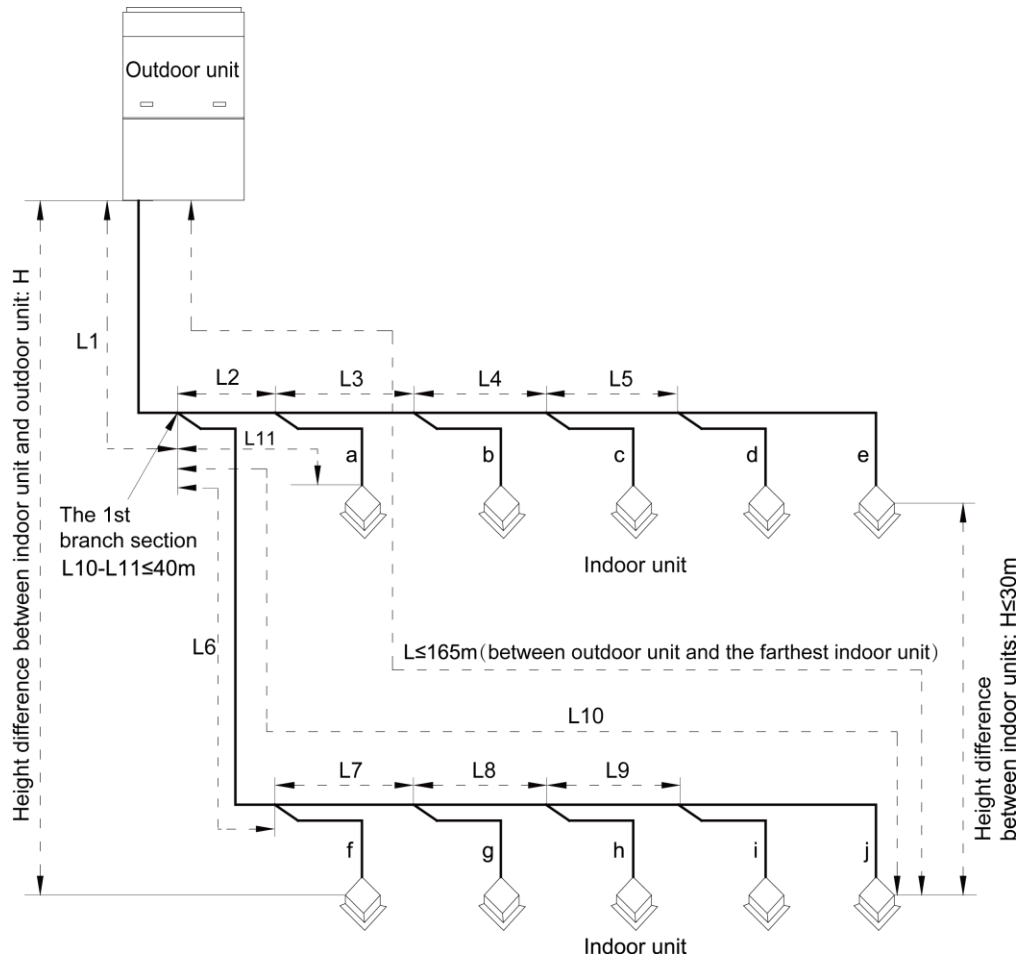 Outdoor unit
Height difference between indoor unit and outdoor unit: H
L1
L2
L3
L4
L5
L11
a
b
c
d
e
The 1st
branch section
L10-L11≤40m
Indoor unit
L6
L≤165m（between outdoor unit and the farthest indoor unit）
Height difference
between indoor units: H≤30m
L10
L7
L8
L9
f
g
h
i
j
Indoor unit